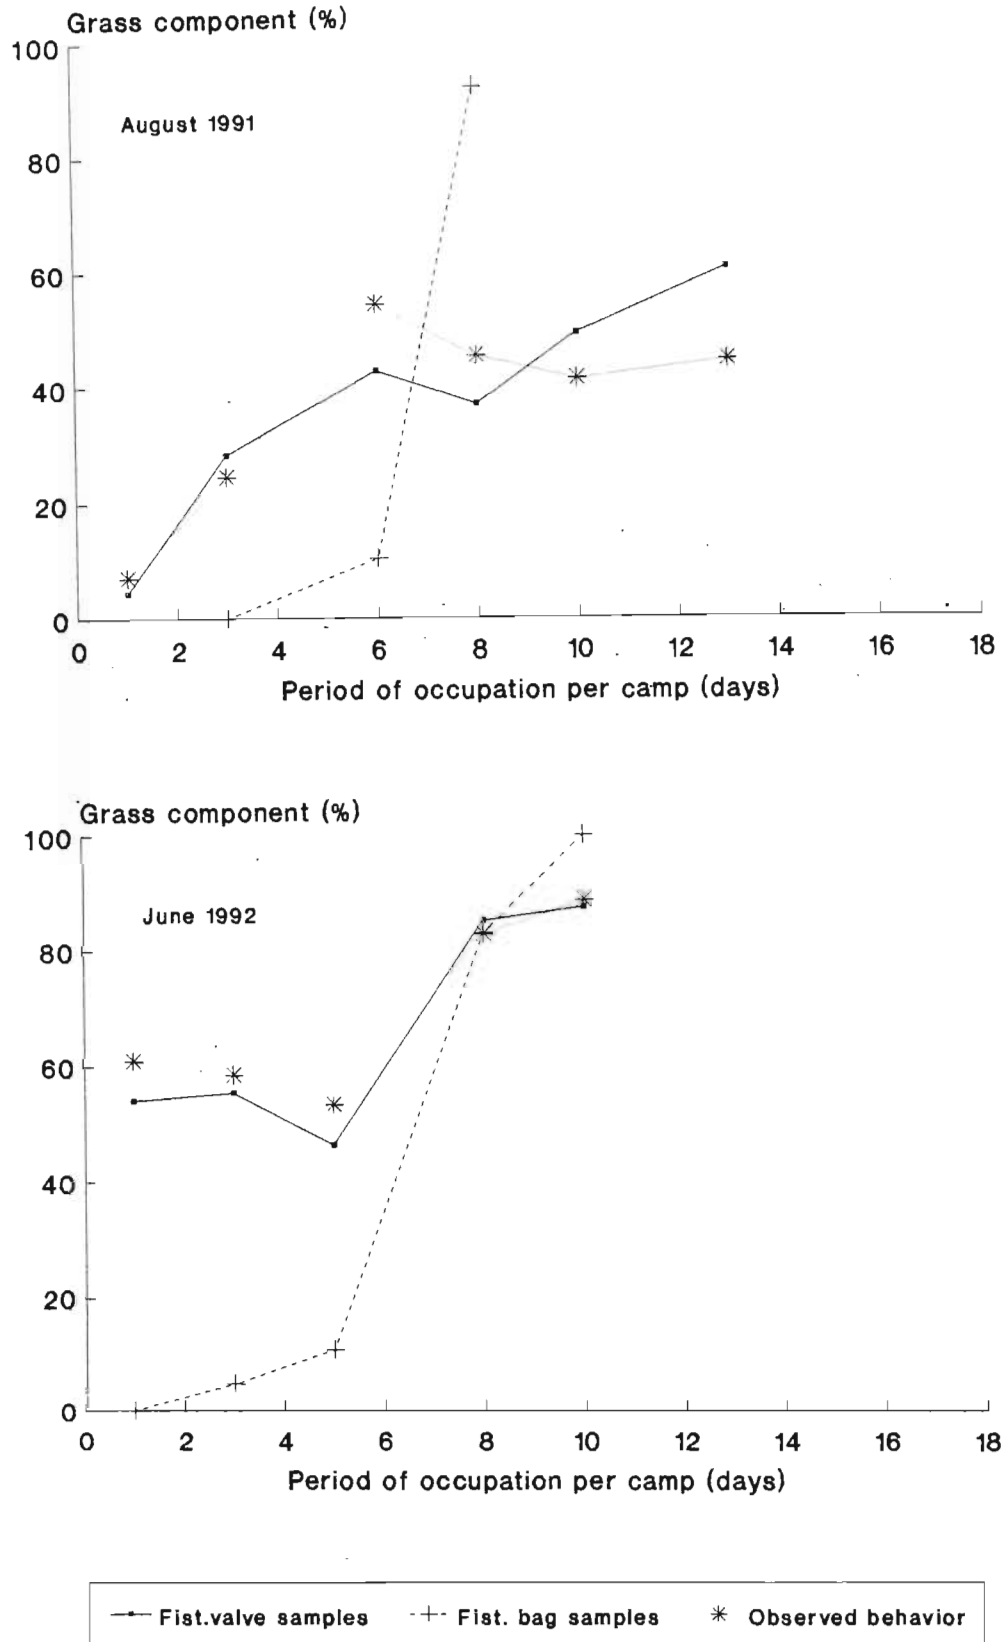 Grass component (%)
100
August 1991
80
60
40
20
0
0 2 4 6 8 10 12 14 16 18
Period of occupation per camp (days)
Grass component (%)
100
June 1992
80
60
40
20
0
0 2 4 6 8 10 12 14 16 18
Period of occupation per camp (days)
Fist.valve samples Fist. bag samples Observed behavior